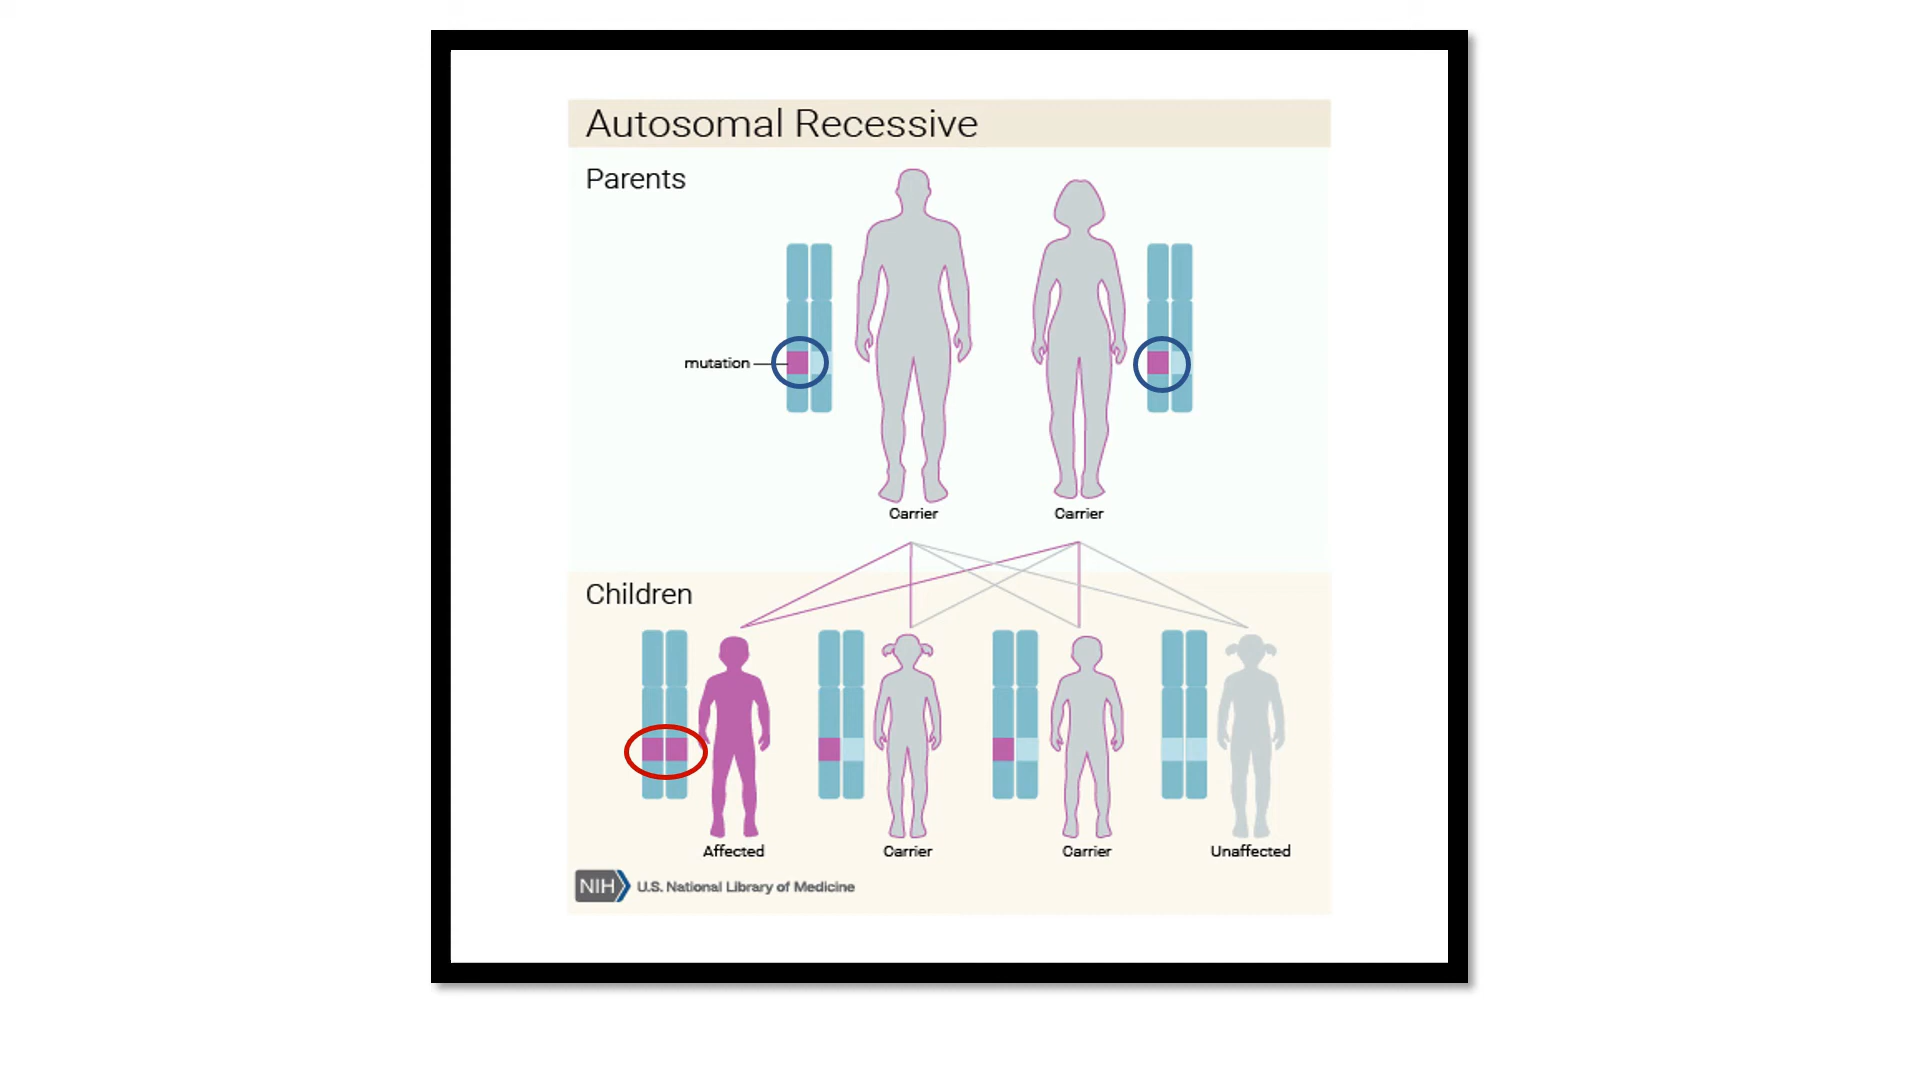 Autosomal Recessive
Parents
mutation
Carrier Carrier
Children
Affected Carrier Carrier Unaffected
NIH U.S. National Library of Medicine